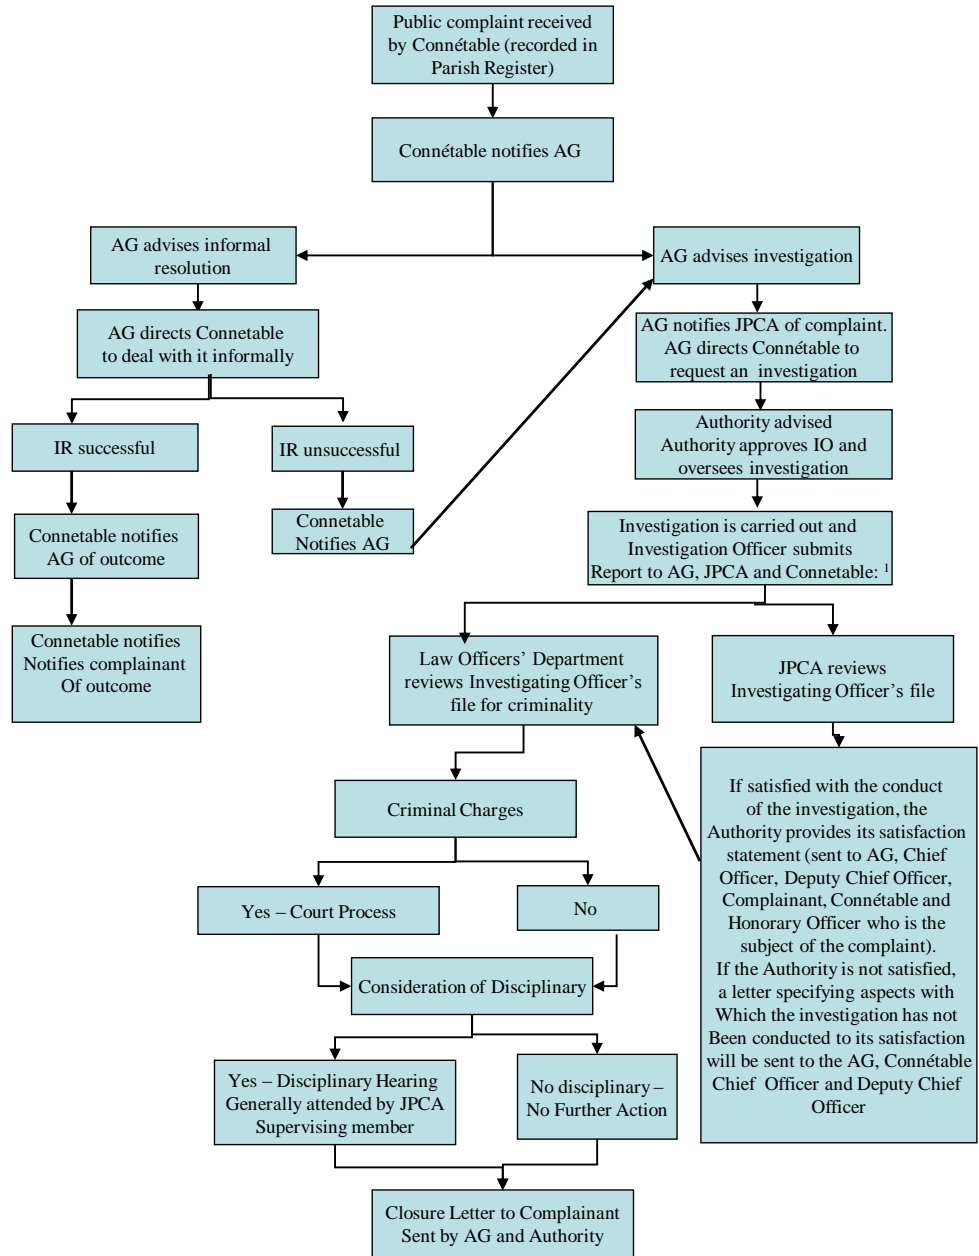 Public complaint received
by Connétable (recorded in
Parish Register)
Connétable notifies AG
AG advises informal
resolution
AG advises investigation
AG directs Connetable
to deal with it informally
AG notifies JPCA of complaint.
AG directs Connétable to
request an investigation
IR successful
IR unsuccessful
Authority advised
Authority approves IO and
oversees investigation
Connetable notifies
AG of outcome
Connetable
Notifies AG
Investigation is carried out and
Investigation Officer submits
Report to AG, JPCA and Connetable: 1
Connetable notifies
Notifies complainant
Of outcome
Law Officers’ Department
reviews Investigating Officer’s
file for criminality
JPCA reviews
Investigating Officer’s file
If satisfied with the conduct
of the investigation, the
Authority provides its satisfaction
statement (sent to AG, Chief
Officer, Deputy Chief Officer,
Complainant, Connétable and
Honorary Officer who is the
subject of the complaint).
If the Authority is not satisfied,
a letter specifying aspects with
Which the investigation has not
Been conducted to its satisfaction
will be sent to the AG, Connétable
Chief Officer and Deputy Chief
Officer
Criminal Charges
Yes – Court Process
No
Consideration of Disciplinary
Yes – Disciplinary Hearing
Generally attended by JPCA
Supervising member
No disciplinary –
No Further Action
Closure Letter to Complainant
Sent by AG and Authority